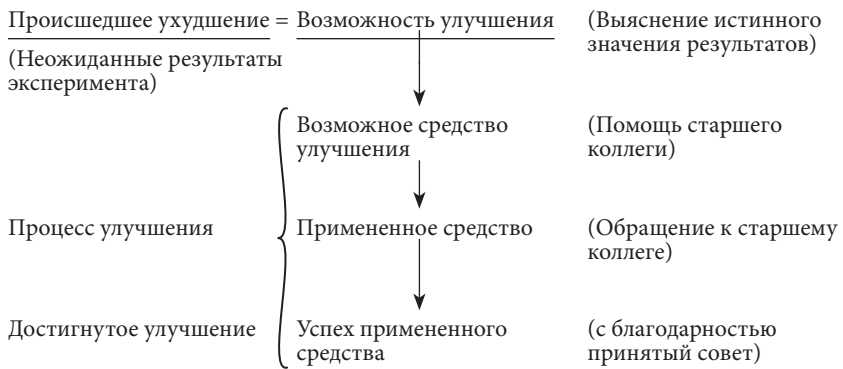 Происшедшее ухудшение = Возможность улучшения (Выяснение истинного
(Неожиданные результаты значения результатов)
эксперимента)
Возможное средство (Помощь старшего
улучшения коллеги)
Процесс улучшения Примененное средство (Обращение к старшему
коллеге)
Достигнутое улучшение Успех примененного (с благодарностью
средства принятый совет)